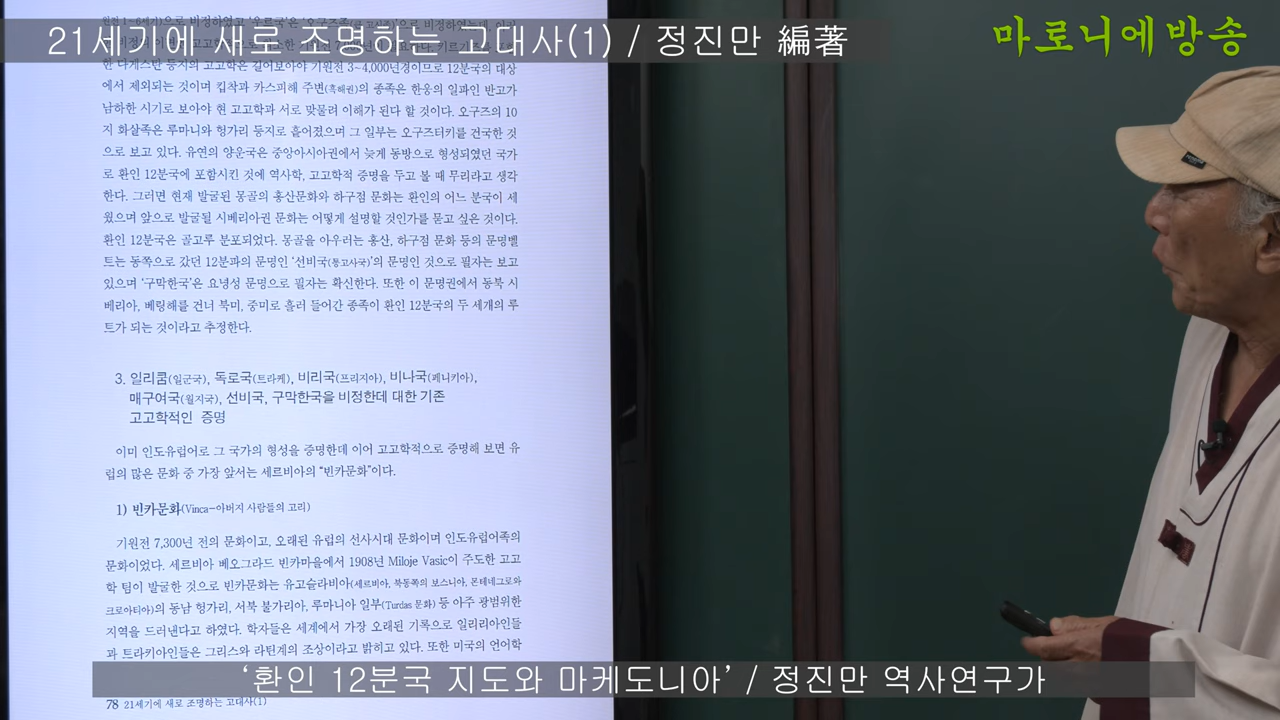 21세기에 새로 조명하는 고대사(1) / 정진만 編著
마로니에방송
한 다게스탄 등지의 고고학은 길어보아야 기원전 3~4,000년경이므로 12분국의 대상
에서 제외되는 것이며 킵착과 카스피해 주변(흑해권)의 종족은 한웅의 일파인 반고가
남하한 시기로 보아야 현 고고학과 서로 맞물려 이해가 된다 할 것이다. 오구즈의 10
지 화살족은 루마니와 헝가리 등지로 흩어졌으며 그 일부는 오구즈터키를 건국한 것
으로 보고 있다. 유연의 양운국은 중앙아시아권에서 늦게 동방으로 형성되였던 국가
로 환인 12분국에 포함시킨 것에 역사학, 고고학적 증명을 두고 볼 때 무리라고 생각
한다. 그러면 현재 발굴된 몽골의 홍산문화와 하구점 문화는 환인의 어느 분국이 세
웠으며 앞으로 발굴될 시베리아권 문화는 어떻게 설명할 것인가를 묻고 싶은 것이다.
환인 12분국은 골고루 분포되었다. 몽골을 아우러는 홍산, 하구점 문화 등의 문명벨
트는 동쪽으로 갔던 12분파의 문명인 ‘선비국(통고사국)’의 문명인 것으로 필자는 보고
있으며 ‘구막한국’은 요녕성 문명으로 필자는 확신한다. 또한 이 문명권에서 동북 시
베리아, 베링해를 건너 북미, 중미로 흘러 들어간 종족이 환인 12분국의 두 세개의 루
트가 되는 것이라고 추정한다.
3. 일리쿰(일군국), 독로국(트라케), 비리국(프리지아), 비나국(페니키아),
매구여국(월지국), 선비국, 구막한국을 비정한데 대한 기존
고고학적인 증명
이미 인도유럽어로 그 국가의 형성을 증명한데 이어 고고학적으로 증명해 보면 유
럽의 많은 문화 중 가장 앞서는 세르비아의 “빈카문화”이다.
1) 빈카문화(Vinca-아버지 사람들의 고리)
기원전 7,300년 전의 문화이고, 오래된 유럽의 선사시대 문화이며 인도유럽어족의
문화이었다. 세르비아 베오그라드 빈카마을에서 1908년 Miloje Vasic이 주도한 고고
학 팀이 발굴한 것으로 빈카문화는 유고슬라비아(세르비아, 북동쪽의 보스니아, 몬테네그로와
크로아티아)의 동남 헝가리, 서북 불가리아, 루마니아 일부(Turdas 문화) 등 아주 광범위한
지역을 드러낸다고 하였다. 학자들은 세계에서 가장 오래된 기록으로 일리리아인들
과 트라키아인들은 그리스와 라틴계의 조상이라고 밝히고 있다. 또한 미국의 언어학
‘환인 12분국 지도와 마케도니아’ / 정진만 역사연구가
78 21세기에 새로 조명하는 고대사(1)